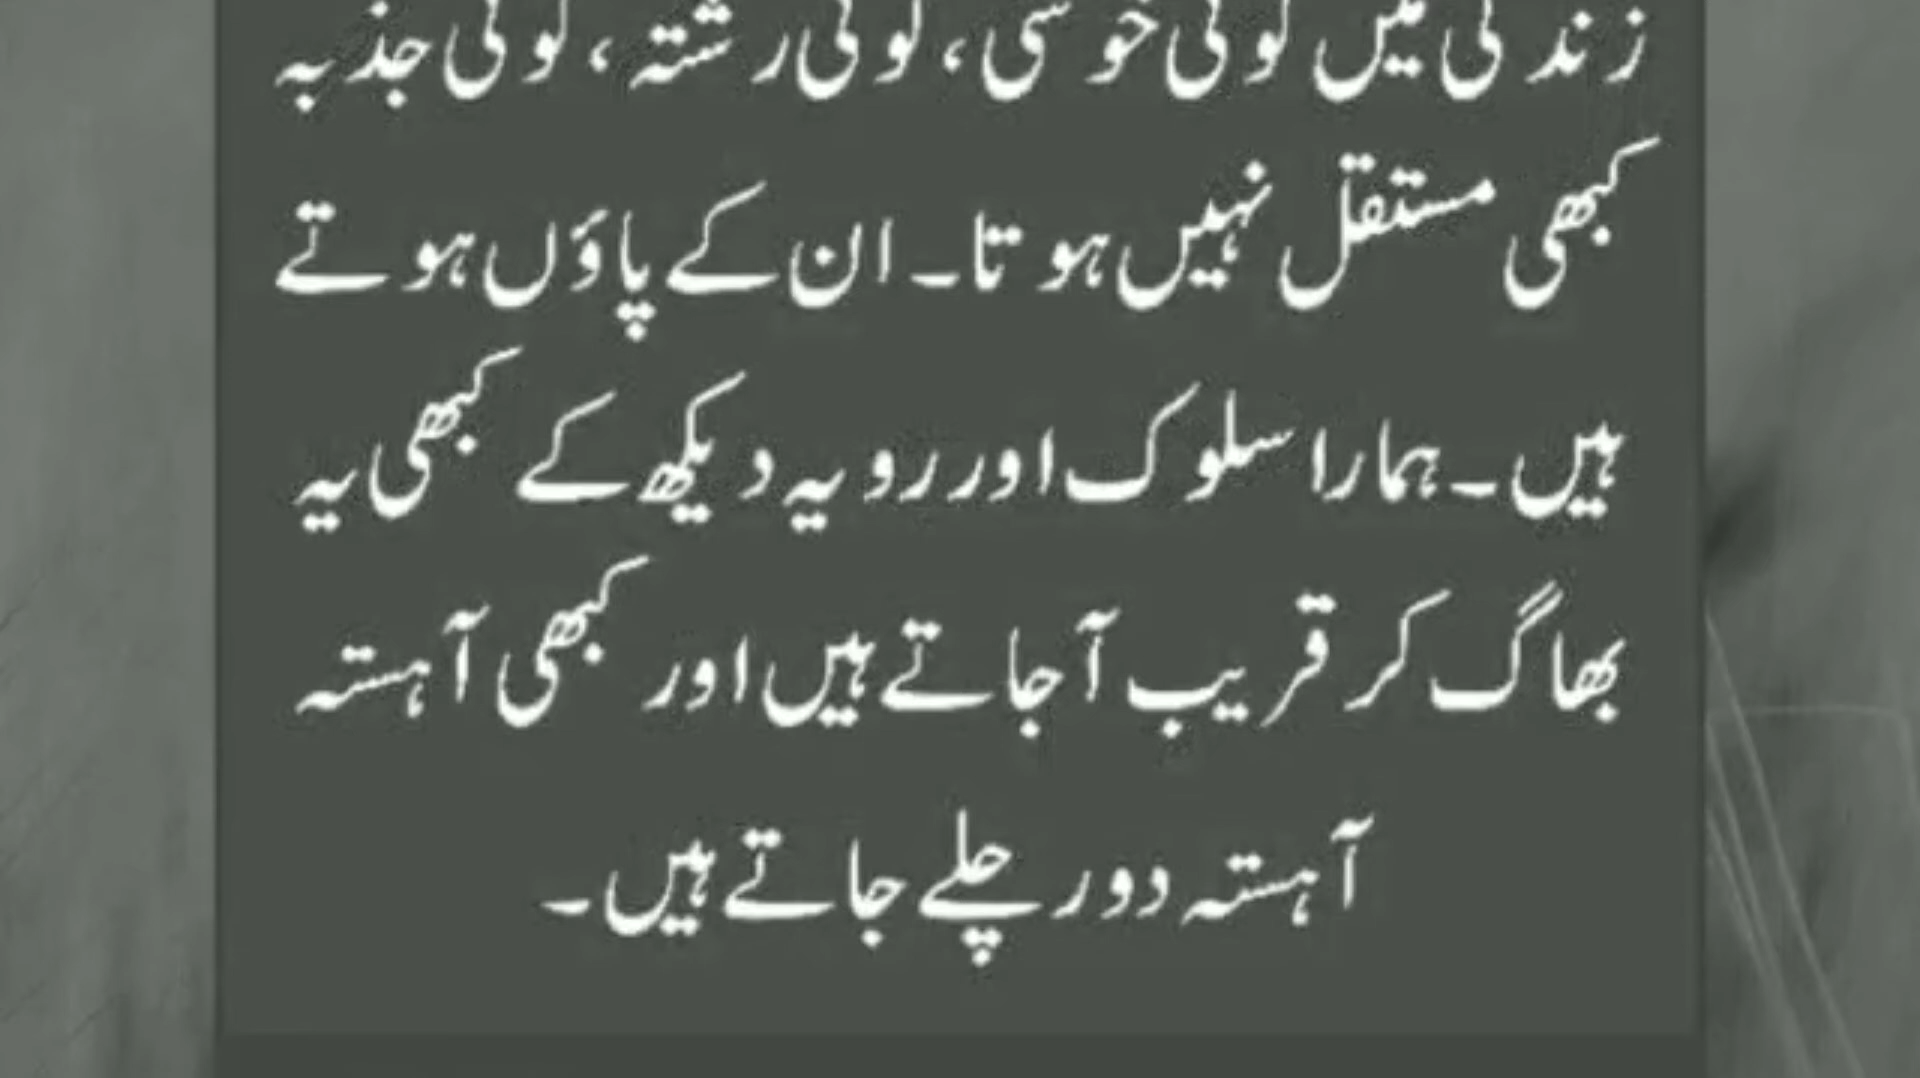 زندگی میں کوئی خوشی، کوئی رشتہ، کوئی جذبہ
کبھی مستقل نہیں ہوتا۔ ان کے پاؤں ہوتے
ہیں۔ ہمارا سلوک اور رویہ دیکھ کے کبھی یہ
بھاگ کر قریب آجاتے ہیں اور کبھی آہستہ
آہستہ دور چلے جاتے ہیں۔